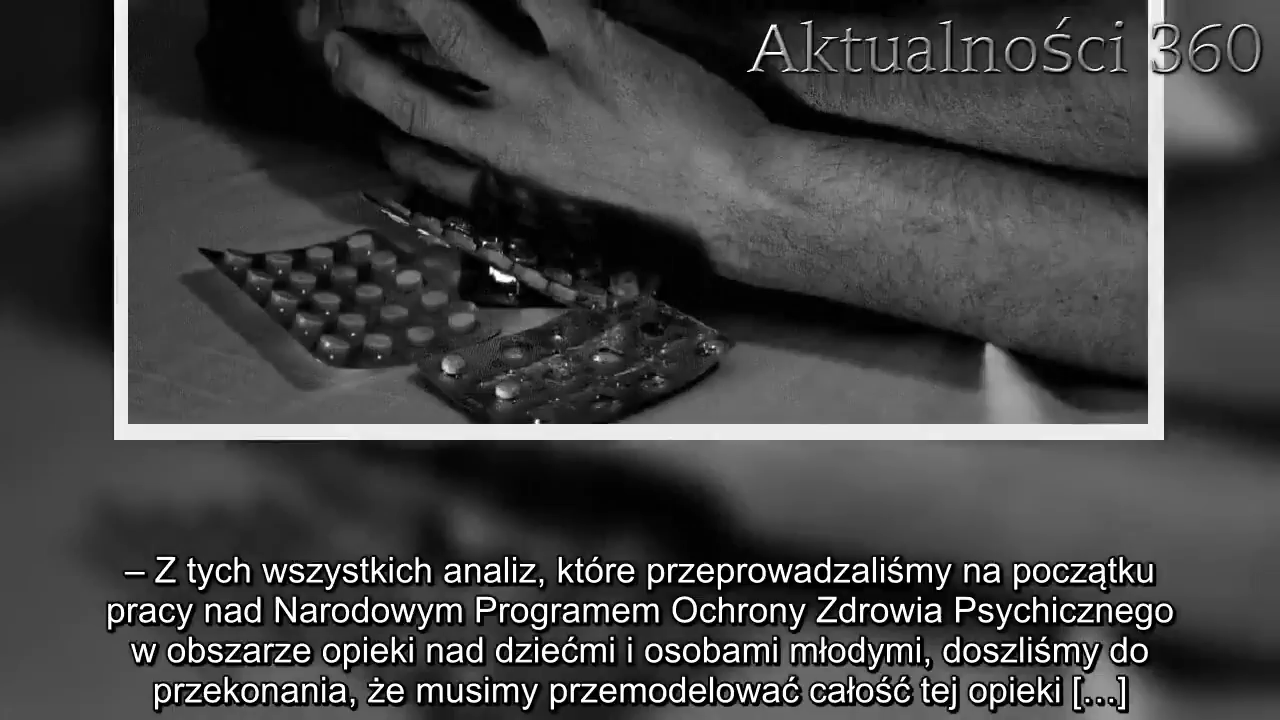 Aktualności 360
– Z tych wszystkich analiz, które przeprowadzaliśmy na początku
pracy nad Narodowym Programem Ochrony Zdrowia Psychicznego
w obszarze opieki nad dziećmi i osobami młodymi, doszliśmy do
przekonania, że musimy przemodelować całość tej opieki [...]